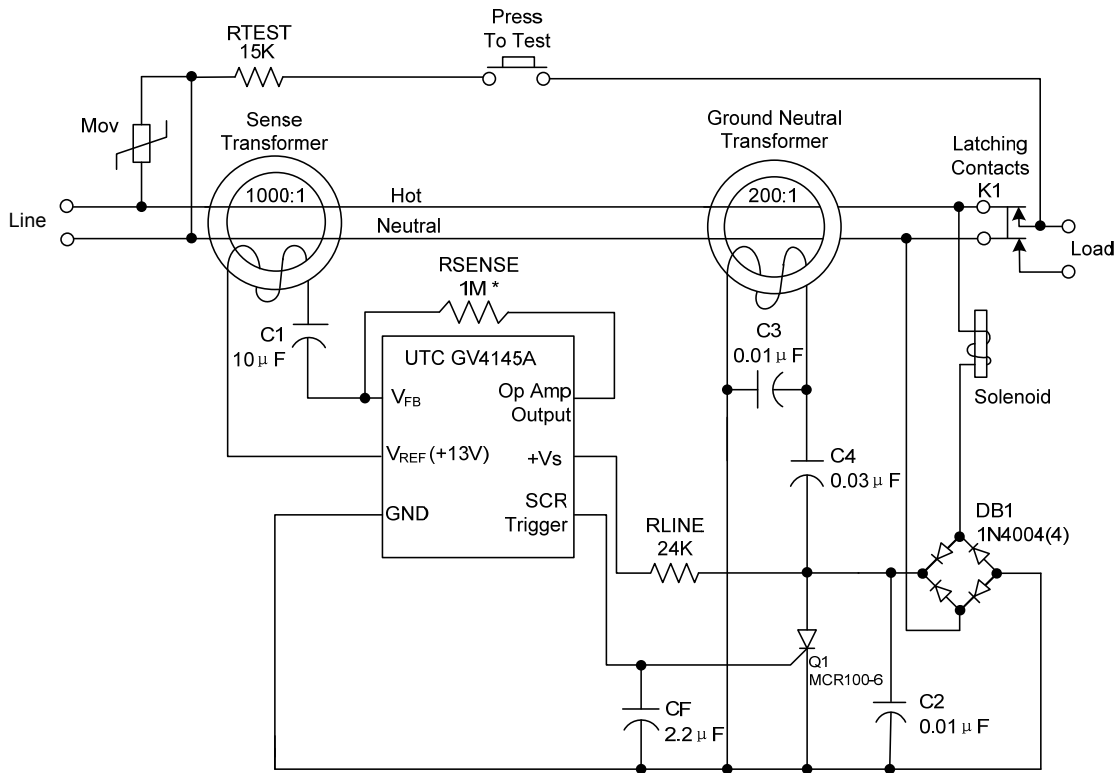 Press
To Test
RTEST
15K
Mov
Sense
Transformer
Ground Neutral
Transformer
Latching
Contacts
K1
1000:1
Hot
200:1
Line
Neutral
Load
RSENSE
1M *
C1
10μF
C3
0.01μF
Solenoid
UTC GV4145A
VFB
Op Amp
Output
VREF(+13V)
+Vs
GND
SCR
Trigger
C4
0.03μF
DB1
1N4004(4)
RLINE
24K
Q1
MCR100-6
CF
2.2μF
C2
0.01μF